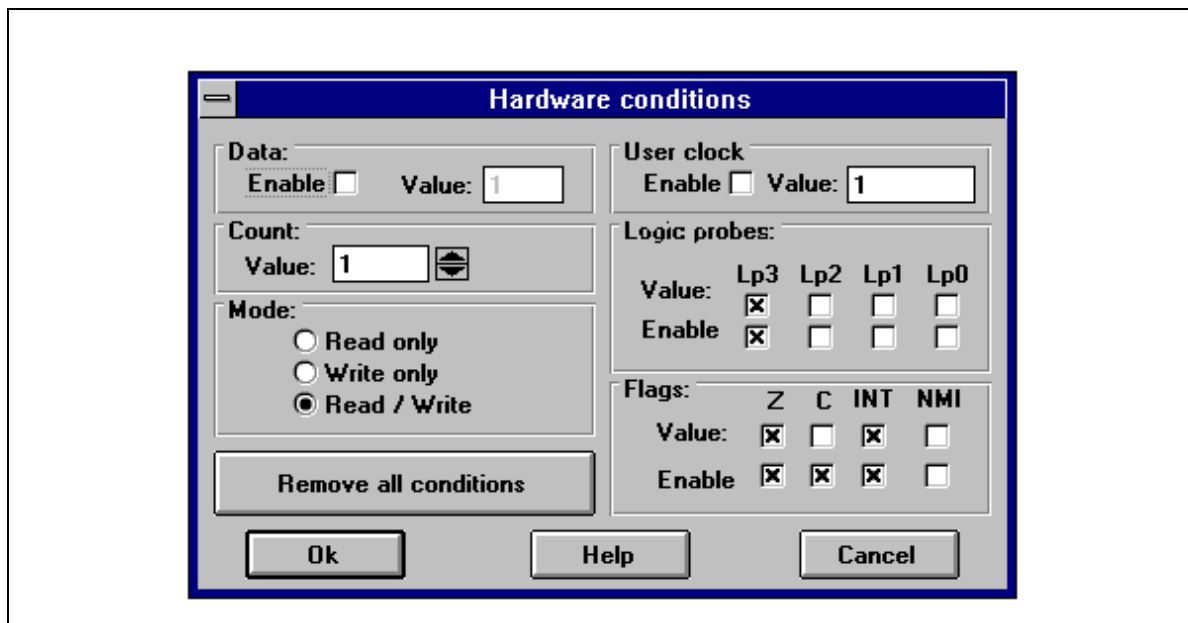 Hardware conditions
Data:
Enable Value: 1
Count:
Value: 1
Mode:
Read only
Write only
Read / Write
Remove all conditions
User clock
Enable Value: 1
Logic probes:
Lp3 Lp2 Lp1 Lp0
Value:
Enable
Flags:
Z C INT NMI
Value:
Enable
Ok Help Cancel